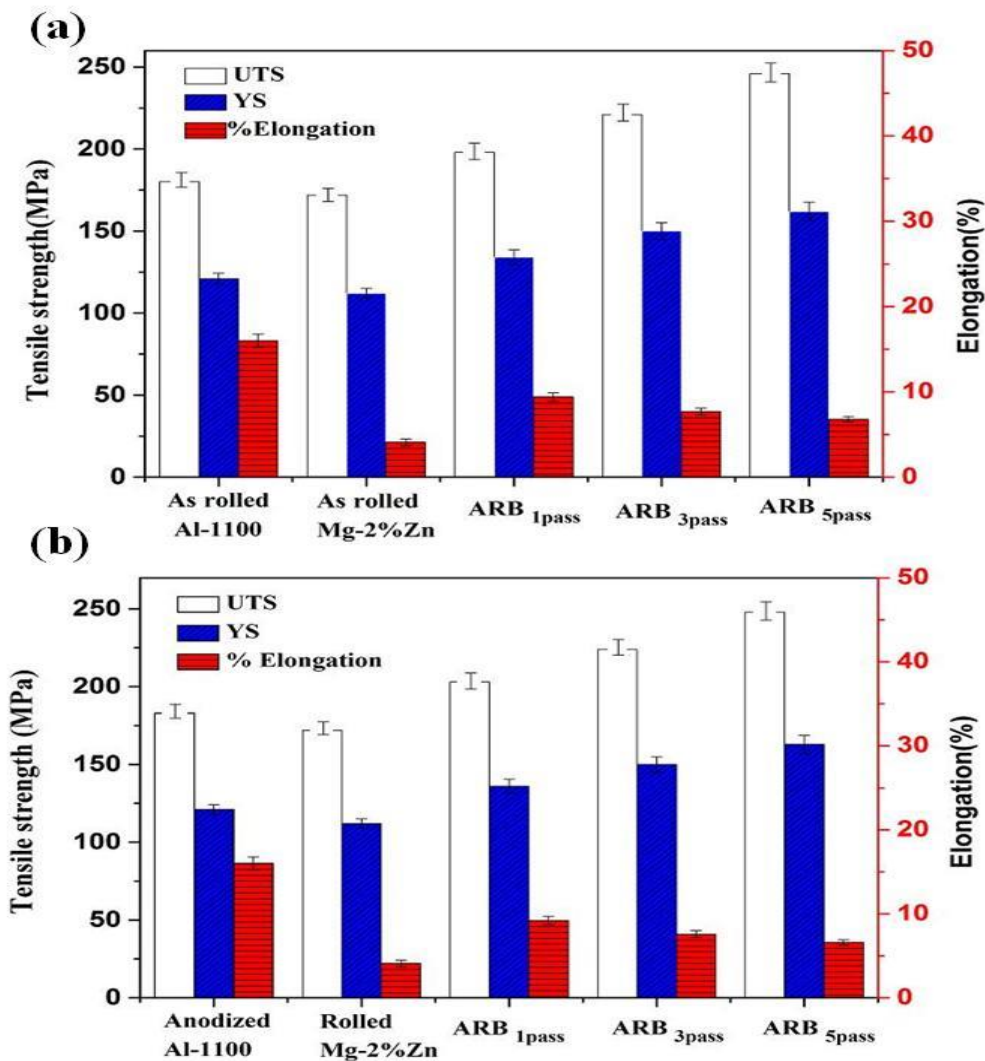 (a)
UTS
YS
%Elongation
250
200
150
100
50
0
Tensile strength(MPa)
50
40
30
20
10
0
Elongation(%)
As rolled
Al-1100
As rolled
Mg-2%Zn
ARB 1pass
ARB 3pass
ARB 5pass
(b)
UTS
YS
% Elongation
250
200
150
100
50
0
Tensile strength (MPa)
50
40
30
20
10
0
Elongation(%)
Anodized
Al-1100
Rolled
Mg-2%Zn
ARB 1pass
ARB 3pass
ARB 5pass